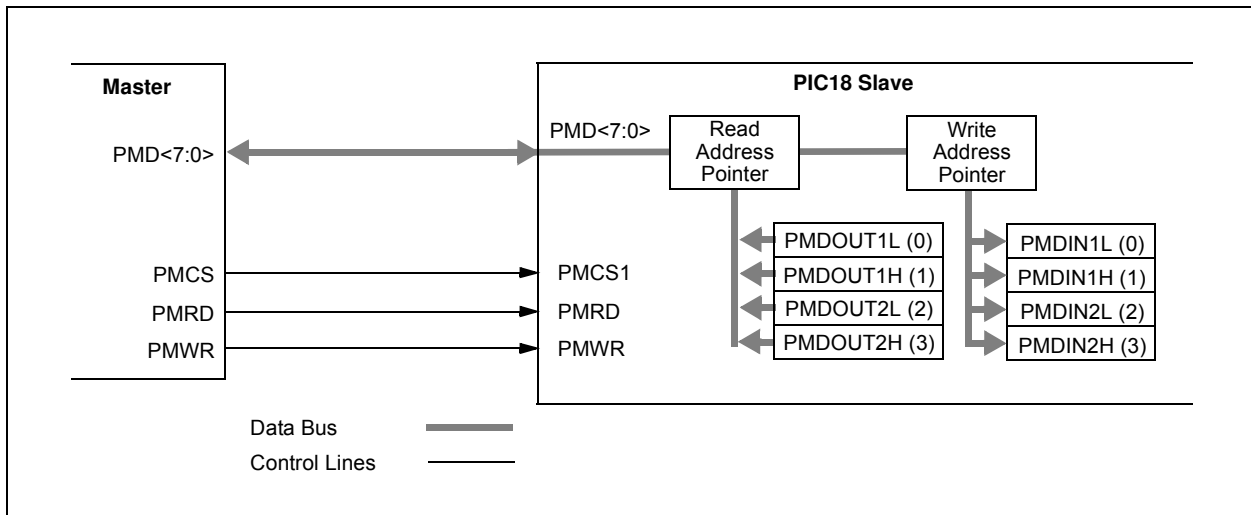 Master
PIC18 Slave
PMD<7:0>
PMD<7:0>
Read
Address
Pointer
Write
Address
Pointer
PMDOUT1L (0)
PMDIN1L (0)
PMCS
PMCS1
PMDOUT1H (1)
PMDIN1H (1)
PMRD
PMRD
PMDOUT2L (2)
PMDIN2L (2)
PMWR
PMWR
PMDOUT2H (3)
PMDIN2H (3)
Data Bus
Control Lines